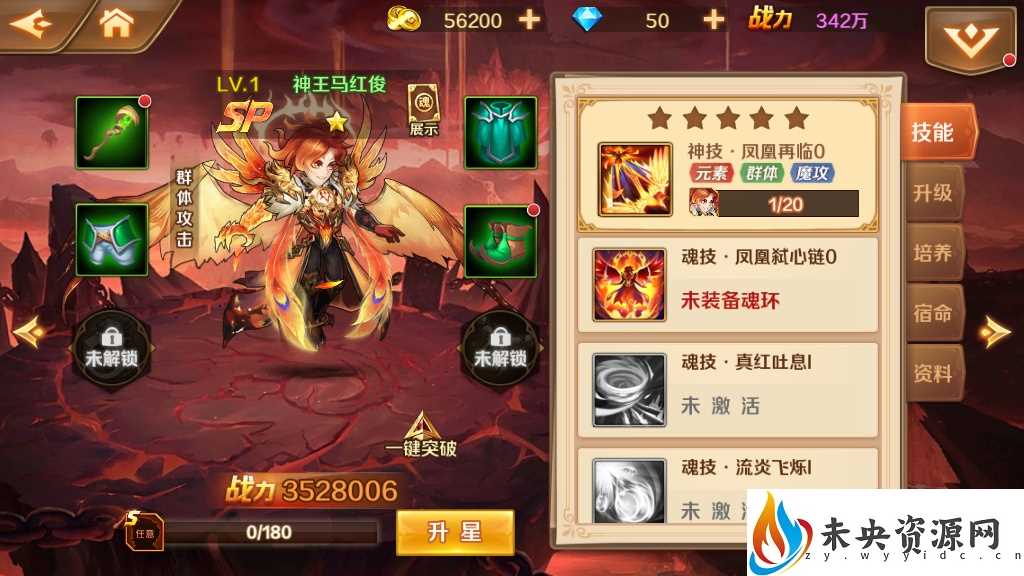 56200
50
战力 342万
LV.1 神王马红俊
SP
魂
展示
群体攻击
未解锁
未解锁
一键突破
战力 3528006
S
任意
0/180
升星
神技·凤凰再临0
元素 群体 魔攻
1/20
魂技·凤凰弑心链0
未装备魂环
魂技·真红吐息I
未激活
魂技·流炎飞烁I
未激
技能
升级
培养
宿命
资料
未央资源网
zy.wyyidc.cn